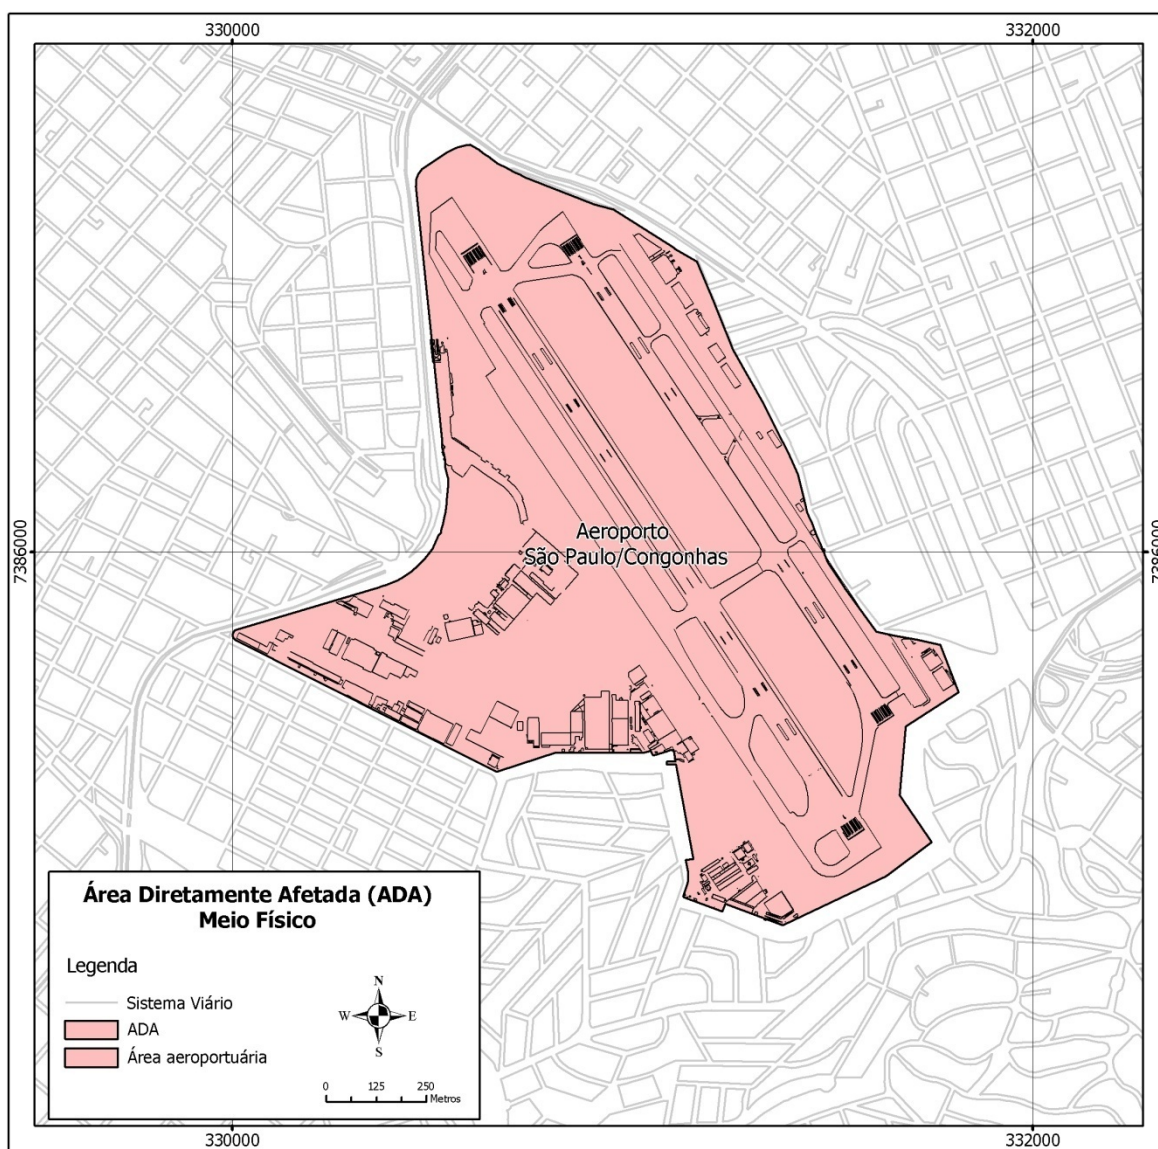 330000
332000
Aeroporto
São Paulo/Congonhas
7386000
7386000
Área Diretamente Afetada (ADA)
Meio Físico
Legenda
Sistema Viário
ADA
Área aeroportuária
N
W
E
S
0 125 250
Metros
330000
332000